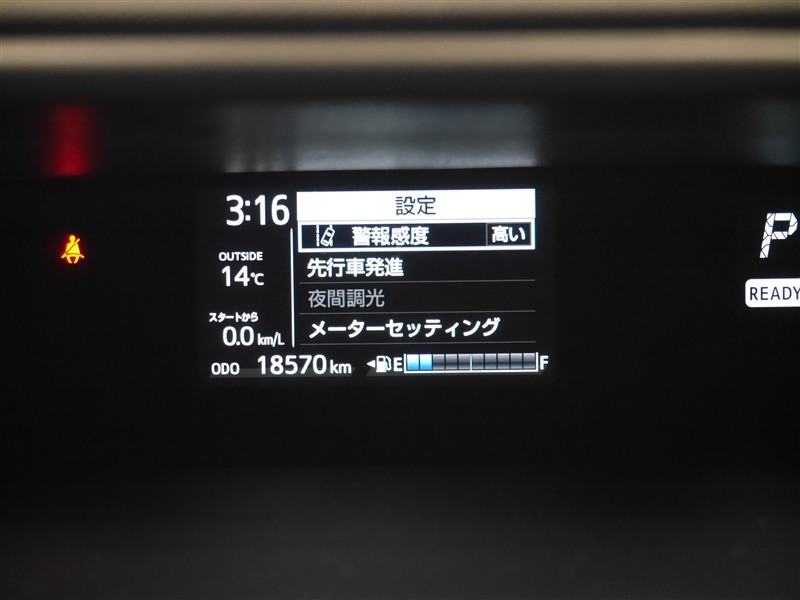 3:16
設定
警報感度 高い
OUTSIDE
14℃
先行車発進
夜間調光
スタートから
0.0 km/L
メーターセッティング
ODO 18570 km
E F
P
READY